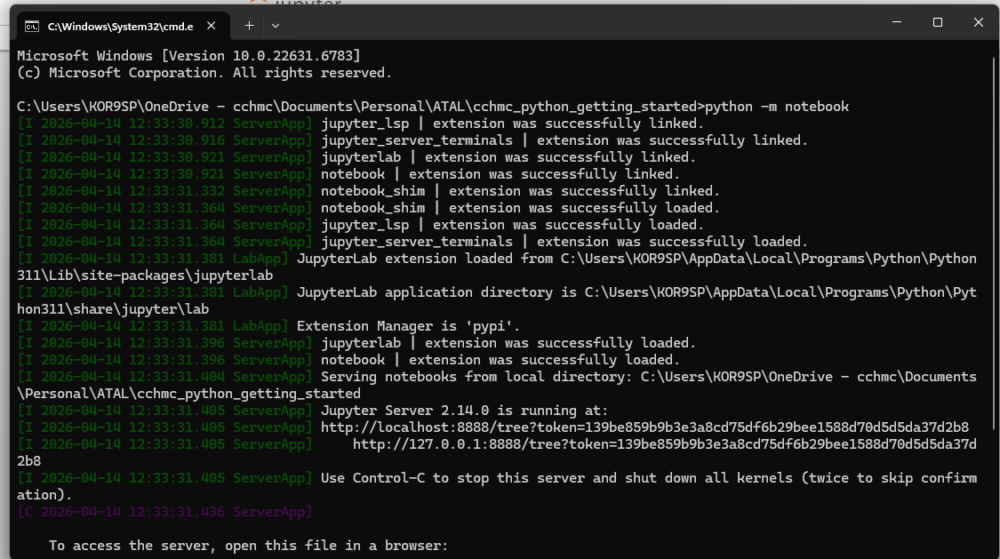 C:\Windows\System32\cmd.e
Microsoft Windows [Version 10.0.22631.6783]
(c) Microsoft Corporation. All rights reserved.
C:\Users\KOR9SP\OneDrive - cchmc\Documents\Personal\ATAL\cchmc_python_getting_started>python -m notebook
[I 2026-04-14 12:33:30.912 ServerApp] jupyter_lsp | extension was successfully linked.
[I 2026-04-14 12:33:30.916 ServerApp] jupyter_server_terminals | extension was successfully linked.
[I 2026-04-14 12:33:30.921 ServerApp] jupyterlab | extension was successfully linked.
[I 2026-04-14 12:33:30.921 ServerApp] notebook | extension was successfully linked.
[I 2026-04-14 12:33:31.332 ServerApp] notebook_shim | extension was successfully linked.
[I 2026-04-14 12:33:31.364 ServerApp] notebook_shim | extension was successfully loaded.
[I 2026-04-14 12:33:31.364 ServerApp] jupyter_lsp | extension was successfully loaded.
[I 2026-04-14 12:33:31.364 ServerApp] jupyter_server_terminals | extension was successfully loaded.
[I 2026-04-14 12:33:31.381 LabApp] JupyterLab extension loaded from C:\Users\KOR9SP\AppData\Local\Programs\Python\Python
311\Lib\site-packages\jupyterlab
[I 2026-04-14 12:33:31.381 LabApp] JupyterLab application directory is C:\Users\KOR9SP\AppData\Local\Programs\Python\Pyt
hon311\share\jupyter\lab
[I 2026-04-14 12:33:31.381 LabApp] Extension Manager is 'pypi'.
[I 2026-04-14 12:33:31.396 ServerApp] jupyterlab | extension was successfully loaded.
[I 2026-04-14 12:33:31.396 ServerApp] notebook | extension was successfully loaded.
[I 2026-04-14 12:33:31.404 ServerApp] Serving notebooks from local directory: C:\Users\KOR9SP\OneDrive - cchmc\Documents
\Personal\ATAL\cchmc_python_getting_started
[I 2026-04-14 12:33:31.405 ServerApp] Jupyter Server 2.14.0 is running at:
[I 2026-04-14 12:33:31.405 ServerApp] http://localhost:8888/tree?token=139be859b9b3e3a8cd75df6b29bee1588d70d5d5da37d2b8
[I 2026-04-14 12:33:31.405 ServerApp]     http://127.0.0.1:8888/tree?token=139be859b9b3e3a8cd75df6b29bee1588d70d5d5da37d
2b8
[I 2026-04-14 12:33:31.405 ServerApp] Use Control-C to stop this server and shut down all kernels (twice to skip confirm
ation).
[C 2026-04-14 12:33:31.436 ServerApp]
To access the server, open this file in a browser: